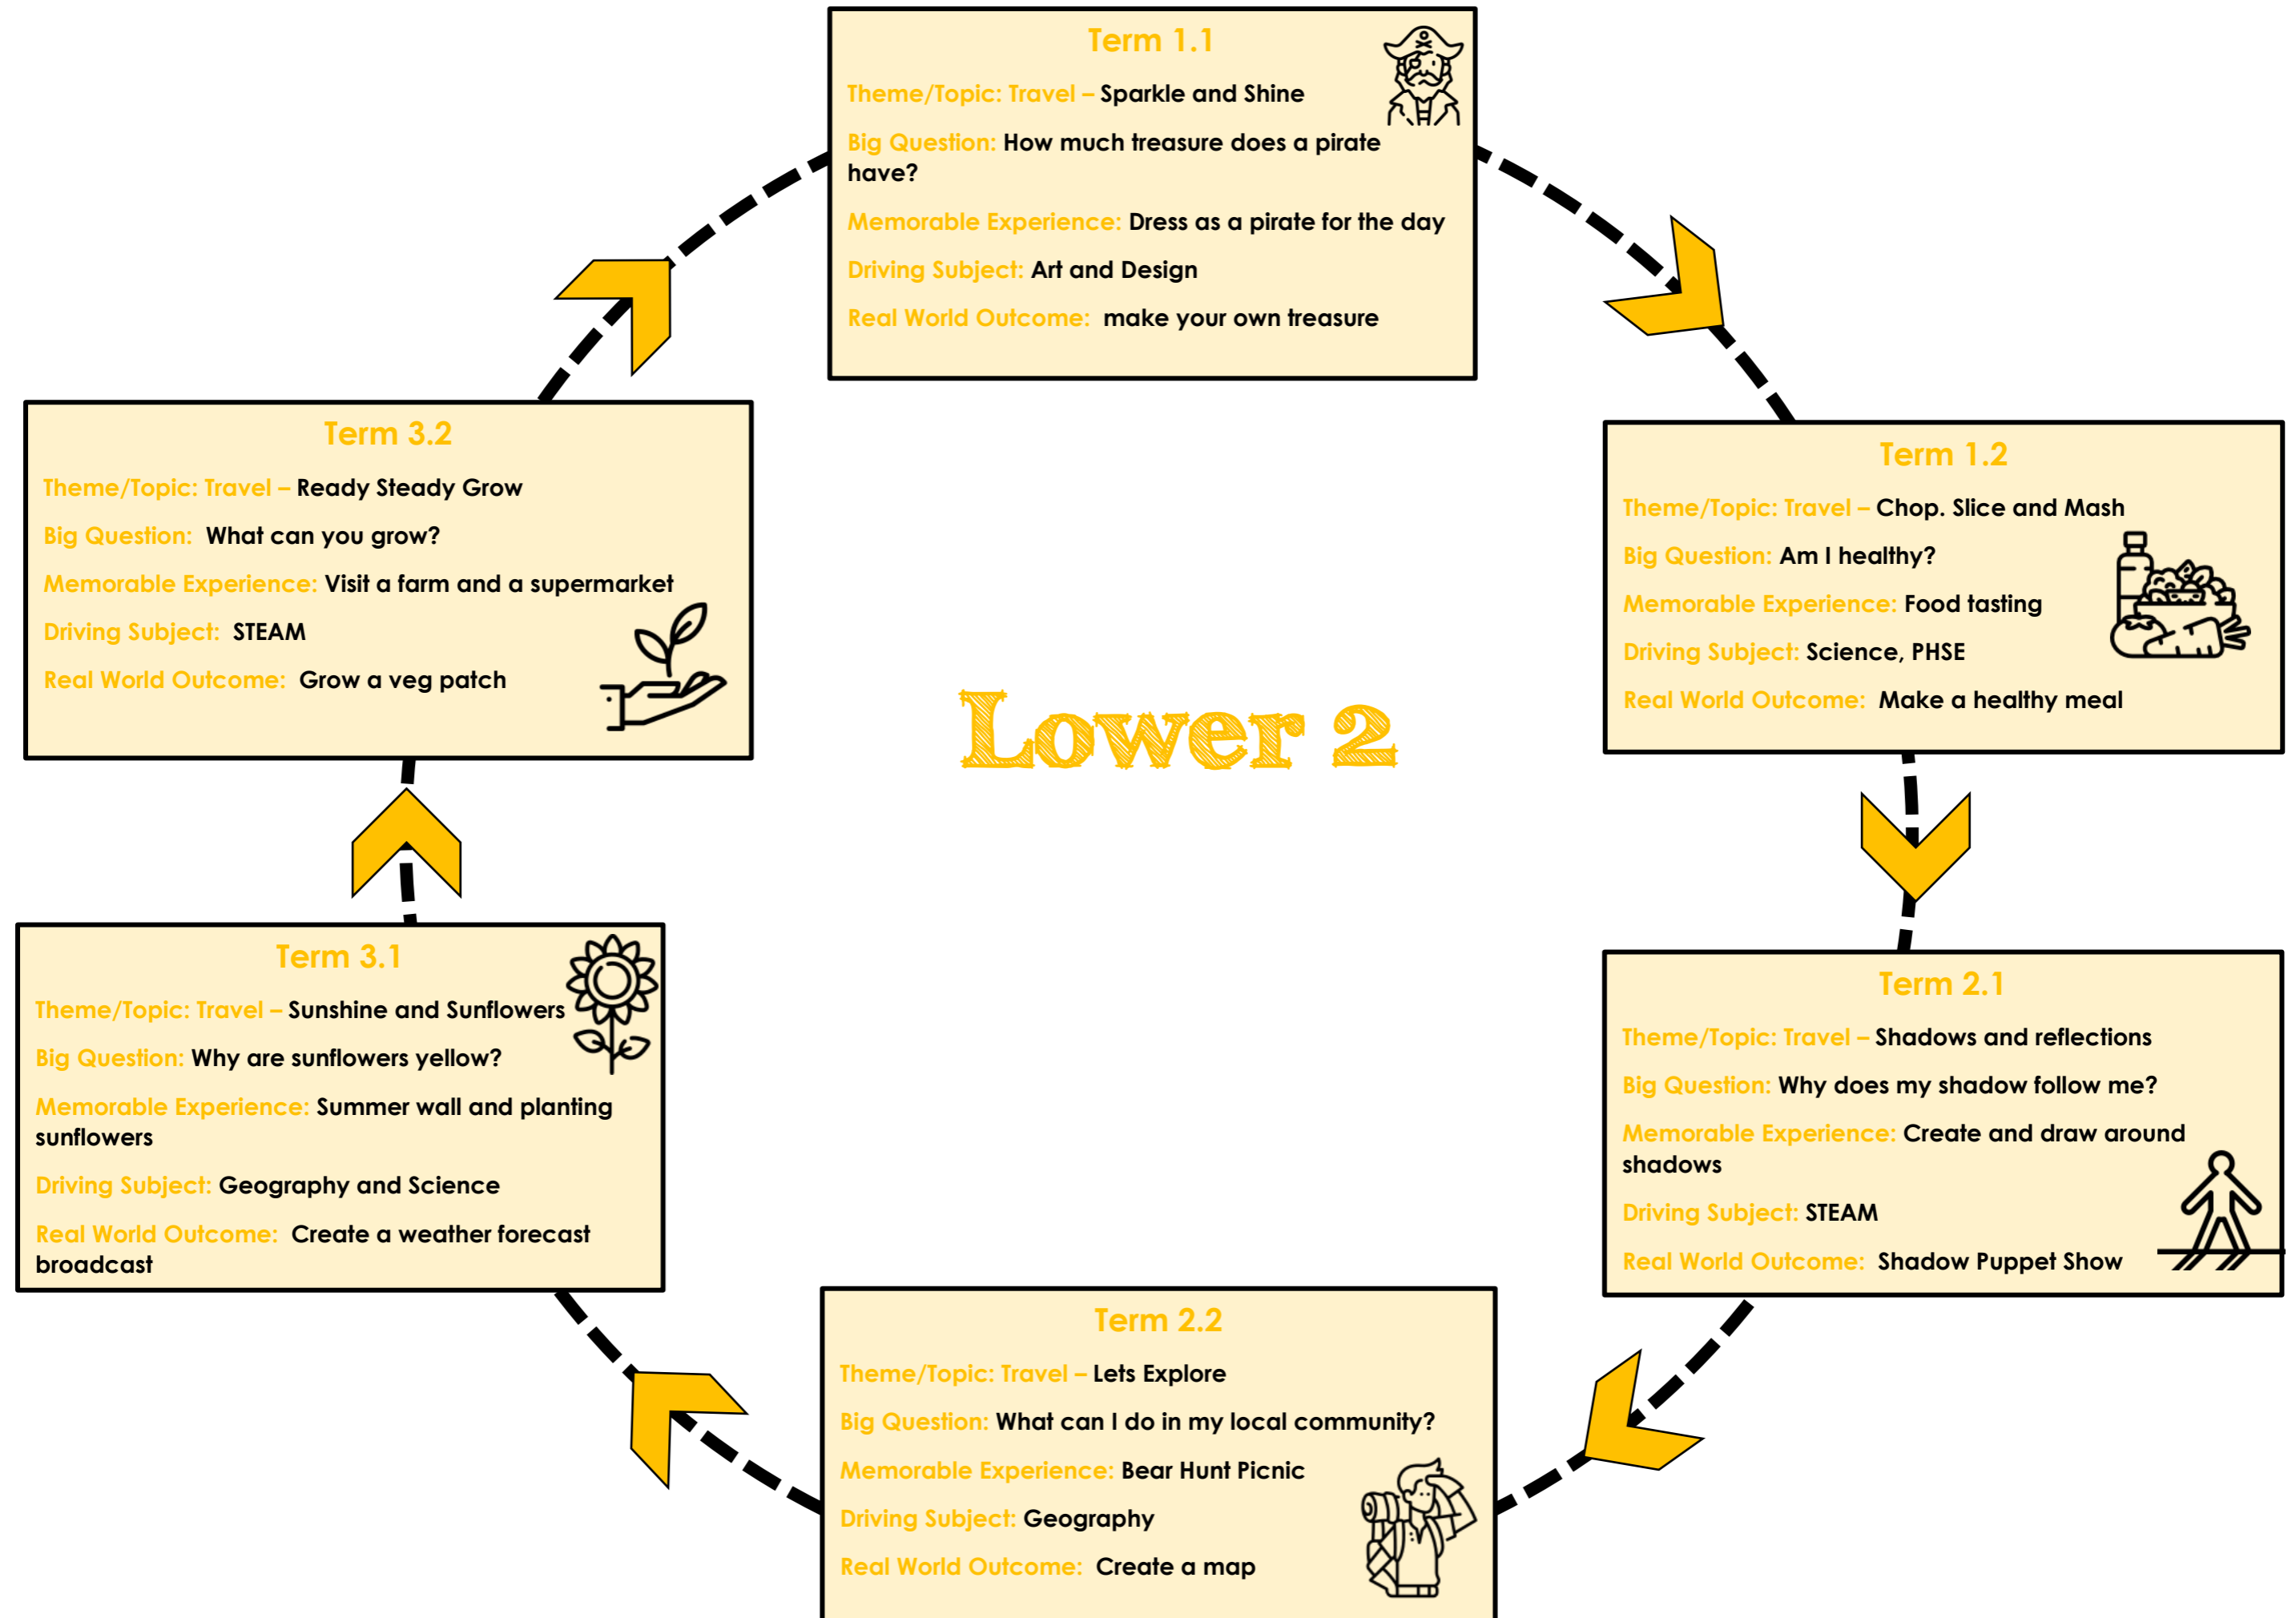 Term 1.1
Theme/Topic: Travel – Sparkle and Shine
Big Question: How much treasure does a pirate
have?
Memorable Experience: Dress as a pirate for the day
Driving Subject: Art and Design
Real World Outcome: make your own treasure
Term 1.2
Theme/Topic: Travel – Chop. Slice and Mash
Big Question: Am I healthy?
Memorable Experience: Food tasting
Driving Subject: Science, PHSE
Real World Outcome: Make a healthy meal
Term 2.1
Theme/Topic: Travel – Shadows and reflections
Big Question: Why does my shadow follow me?
Memorable Experience: Create and draw around
shadows
Driving Subject: STEAM
Real World Outcome: Shadow Puppet Show
Term 2.2
Theme/Topic: Travel – Lets Explore
Big Question: What can I do in my local community?
Memorable Experience: Bear Hunt Picnic
Driving Subject: Geography
Real World Outcome: Create a map
Term 3.1
Theme/Topic: Travel – Sunshine and Sunflowers
Big Question: Why are sunflowers yellow?
Memorable Experience: Summer wall and planting
sunflowers
Driving Subject: Geography and Science
Real World Outcome: Create a weather forecast
broadcast
Term 3.2
Theme/Topic: Travel – Ready Steady Grow
Big Question: What can you grow?
Memorable Experience: Visit a farm and a supermarket
Driving Subject: STEAM
Real World Outcome: Grow a veg patch
Lower 2